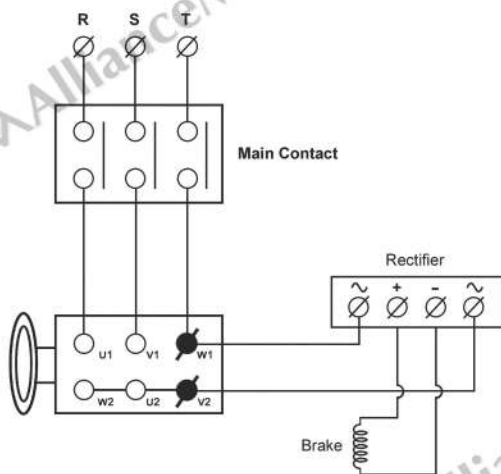 R S T
Main Contact
Rectifier
~ + - ~
U1 V1 W1
W2 U2 V2
Brake